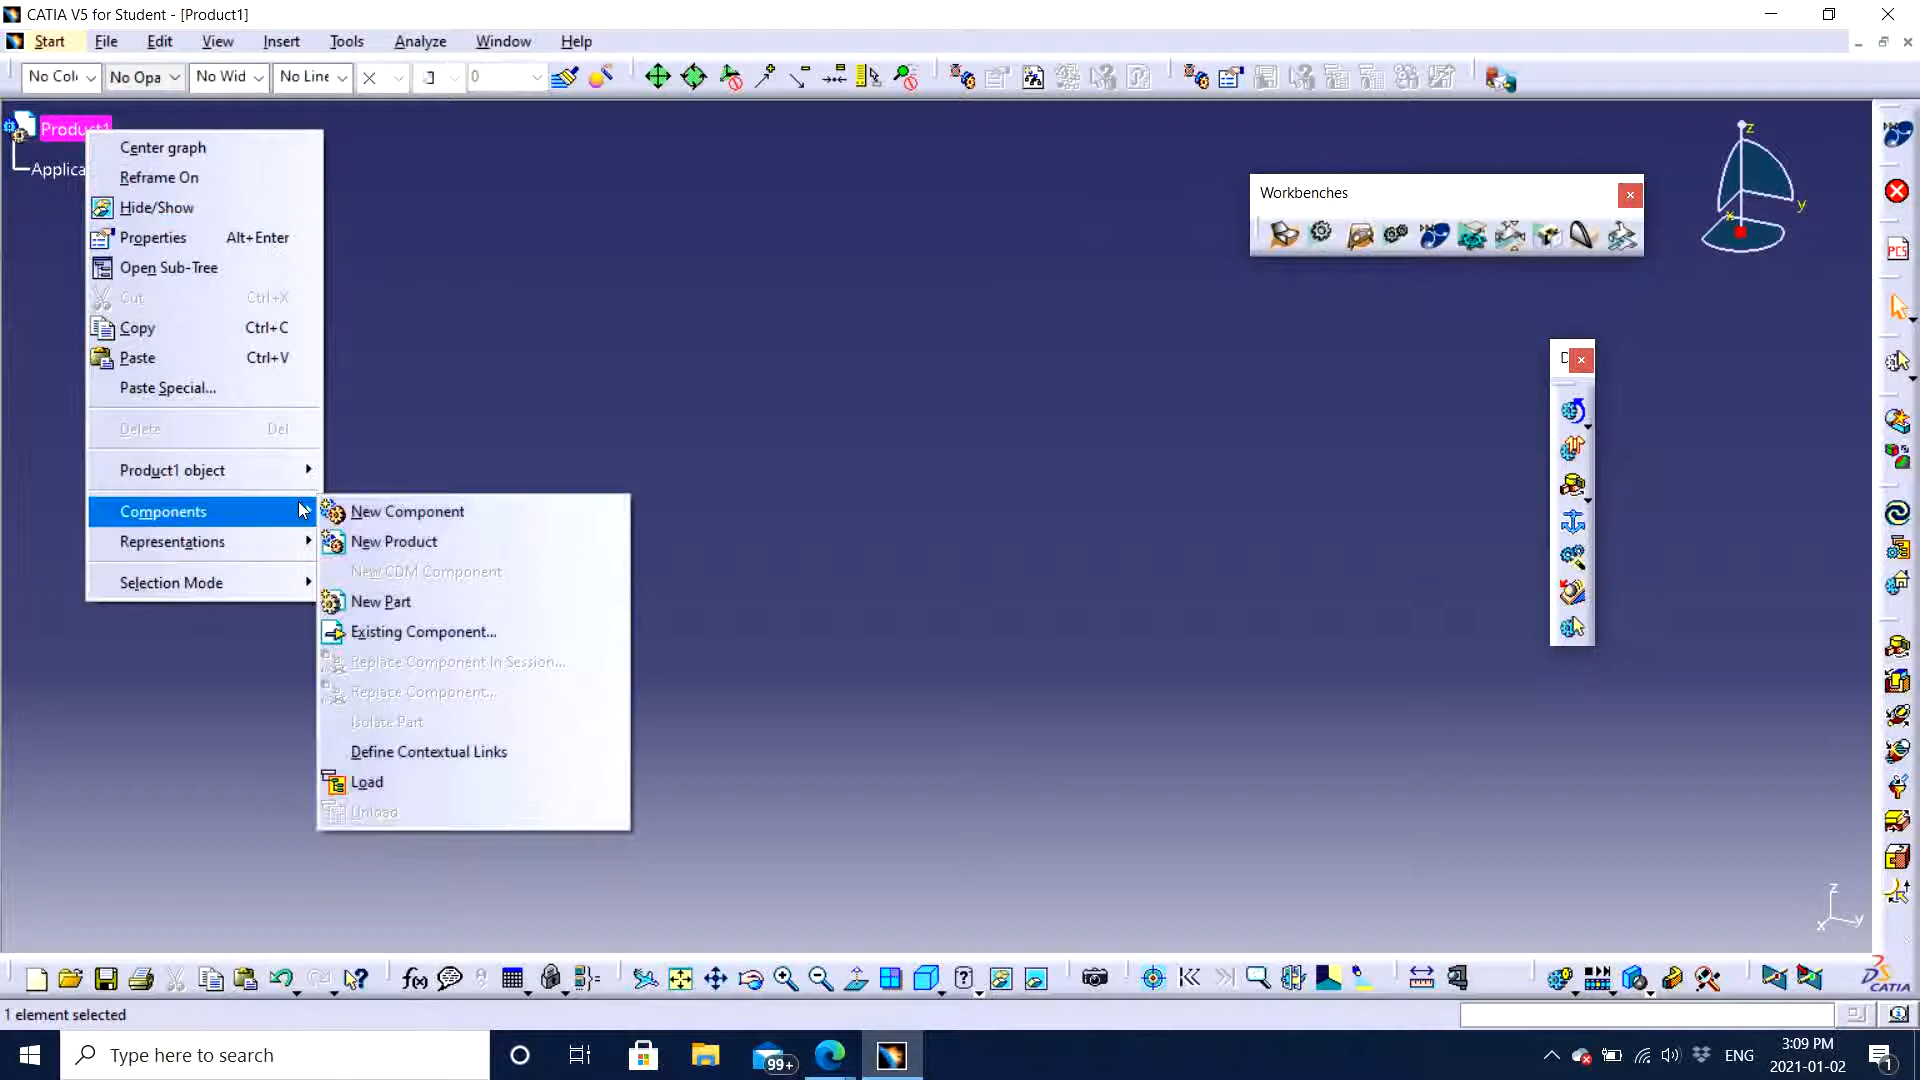 CATIA V5 for Student - [Product1]
Start File Edit View Insert Tools Analyze Window Help
No Col No Opa No Wid No Line 0
Product1
Applica
Center graph
Reframe On
Hide/Show
Properties Alt+Enter
Open Sub-Tree
Cut Ctrl+X
Copy Ctrl+C
Paste Ctrl+V
Paste Special...
Delete Del
Product1 object
Components
Representations
Selection Mode
New Component
New Product
New CDM Component
New Part
Existing Component...
Replace Component In Session...
Replace Component...
Isolate Part
Define Contextual Links
Load
Unload
Workbenches
z
y
x
PCS
z
y
x
f(x)
CATIA
1 element selected
Type here to search
99+
ENG
3:09 PM
2021-01-02
1